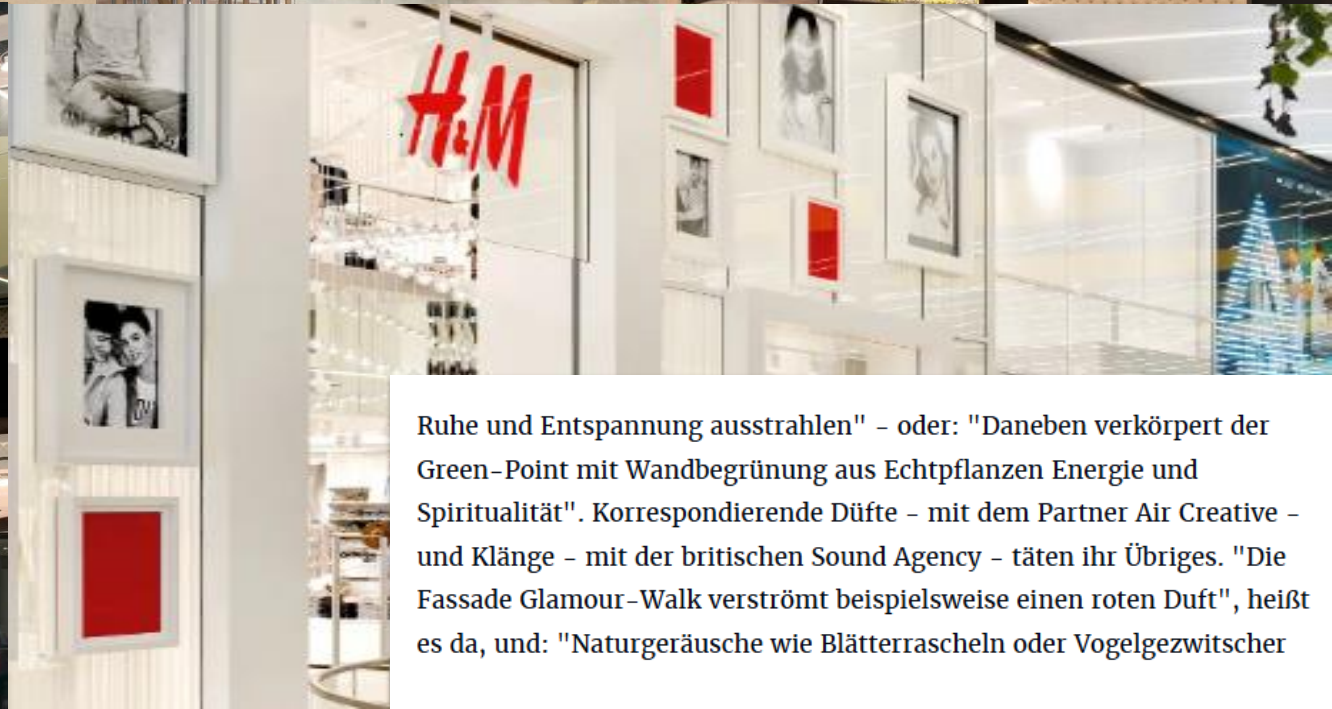 H&M
Ruhe und Entspannung ausstrahlen" – oder: "Daneben verkörpert der
Green-Point mit Wandbegrünung aus Echtpflanzen Energie und
Spiritualität". Korrespondierende Düfte – mit dem Partner Air Creative –
und Klänge – mit der britischen Sound Agency – täten ihr Übriges. "Die
Fassade Glamour-Walk verströmt beispielsweise einen roten Duft", heißt
es da, und: "Naturgeräusche wie Blätterrascheln oder Vogelgezwitscher